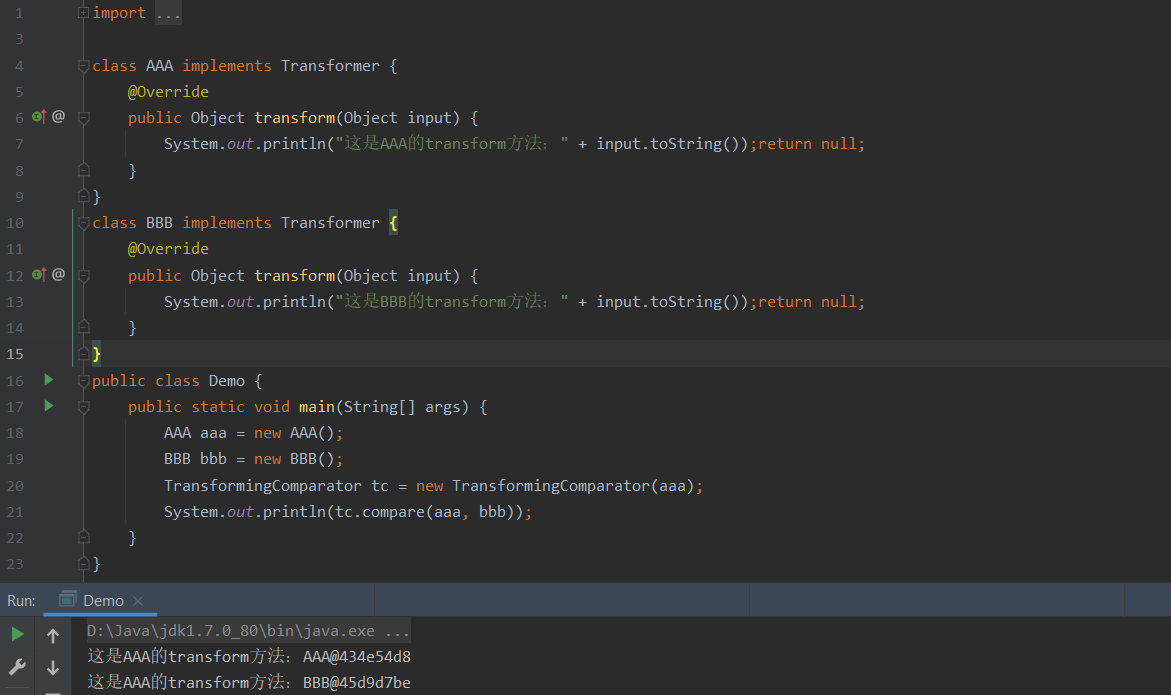 1 import ...
3
4 class AAA implements Transformer {
5 @Override
6 @ public Object transform(Object input) {
7 System.out.println("这是AAA的transform方法：" + input.toString());return null;
8 }
9 }
10 class BBB implements Transformer {
11 @Override
12 @ public Object transform(Object input) {
13 System.out.println("这是BBB的transform方法：" + input.toString());return null;
14 }
15 }
16 public class Demo {
17 public static void main(String[] args) {
18 AAA aaa = new AAA();
19 BBB bbb = new BBB();
20 TransformingComparator tc = new TransformingComparator(aaa);
21 System.out.println(tc.compare(aaa, bbb));
22 }
23 }
Run: Demo
D:\Java\jdk1.7.0_80\bin\java.exe ...
这是AAA的transform方法：AAA@434e54d8
这是AAA的transform方法：BBB@45d9d7be